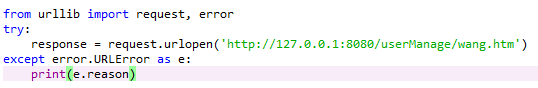 from urllib import request, error
try:
    response = request.urlopen('http://127.0.0.1:8080/userManage/wang.htm')
except error.URLError as e:
    print(e.reason)